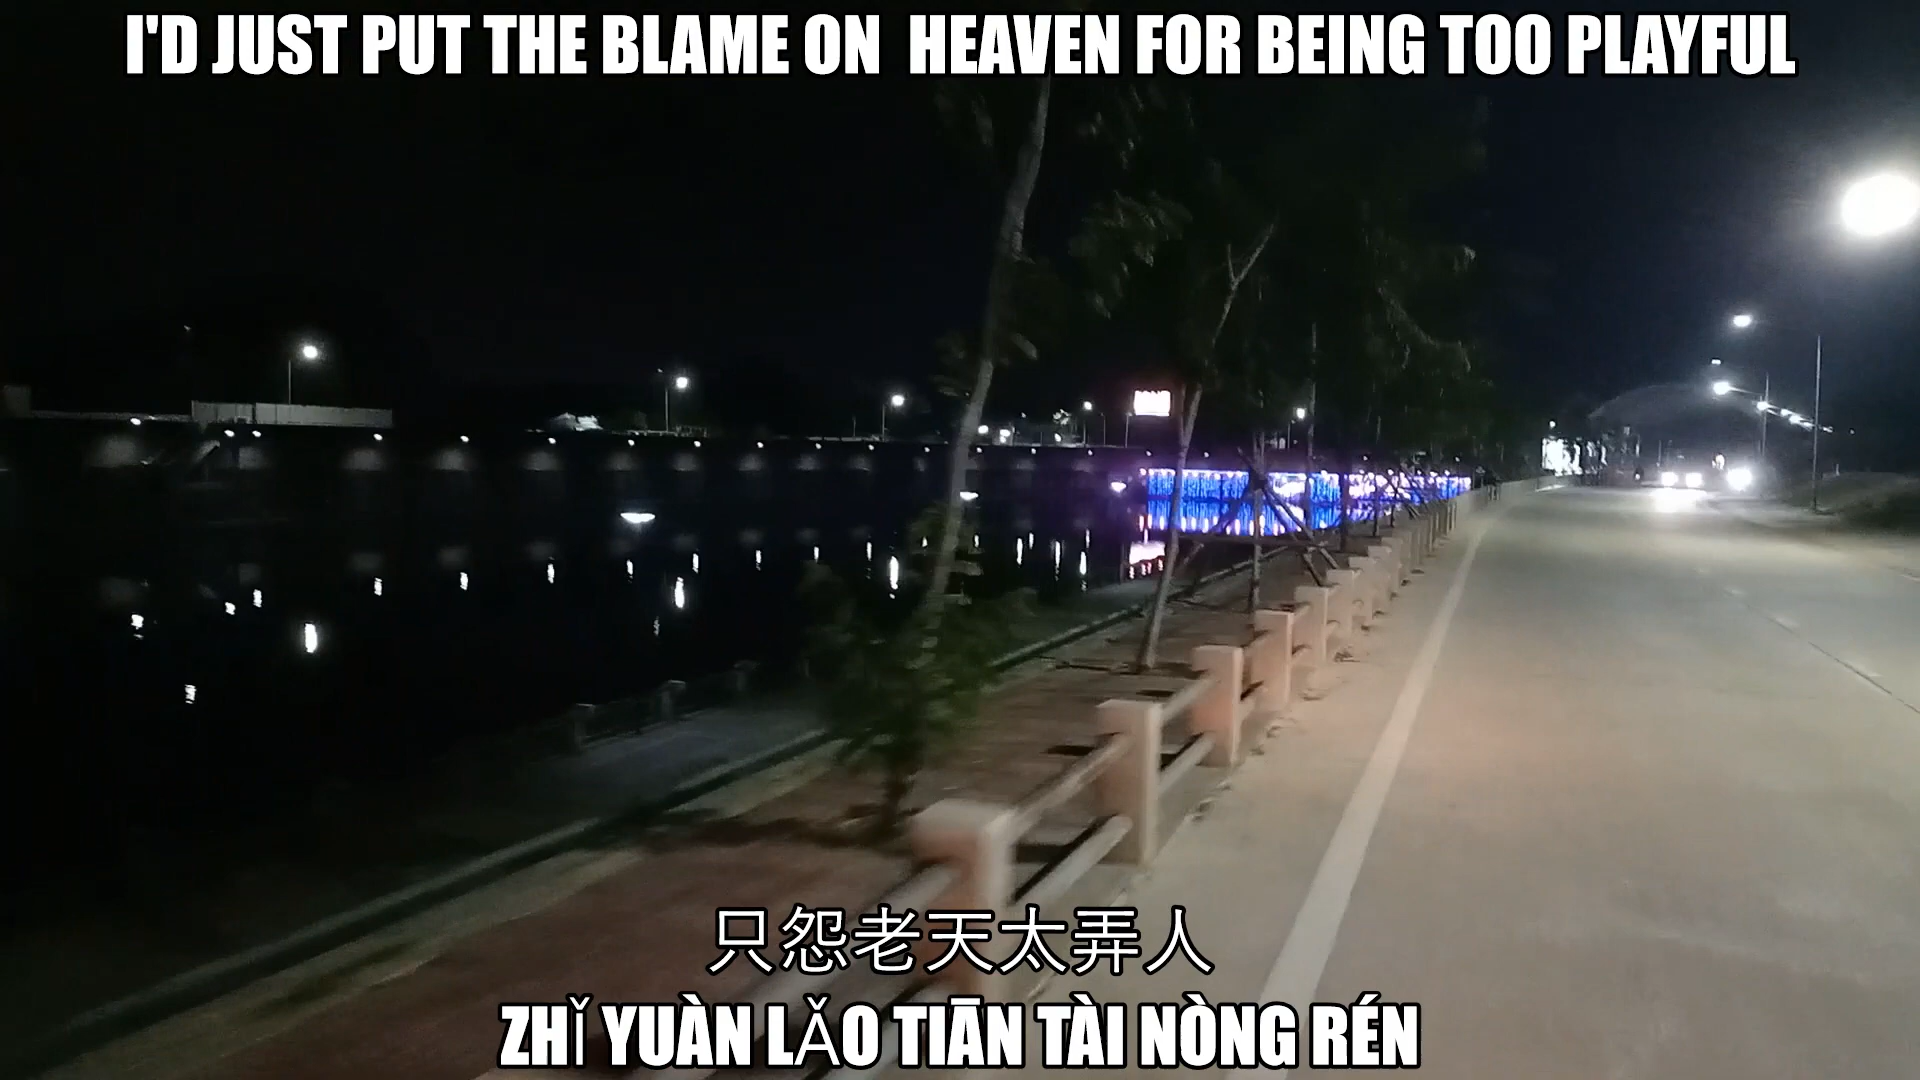 I'D JUST PUT THE BLAME ON HEAVEN FOR BEING TOO PLAYFUL
只怨老天太弄人
ZHǏ YUÀN LǍO TIĀN TÀI NÒNG RÉN